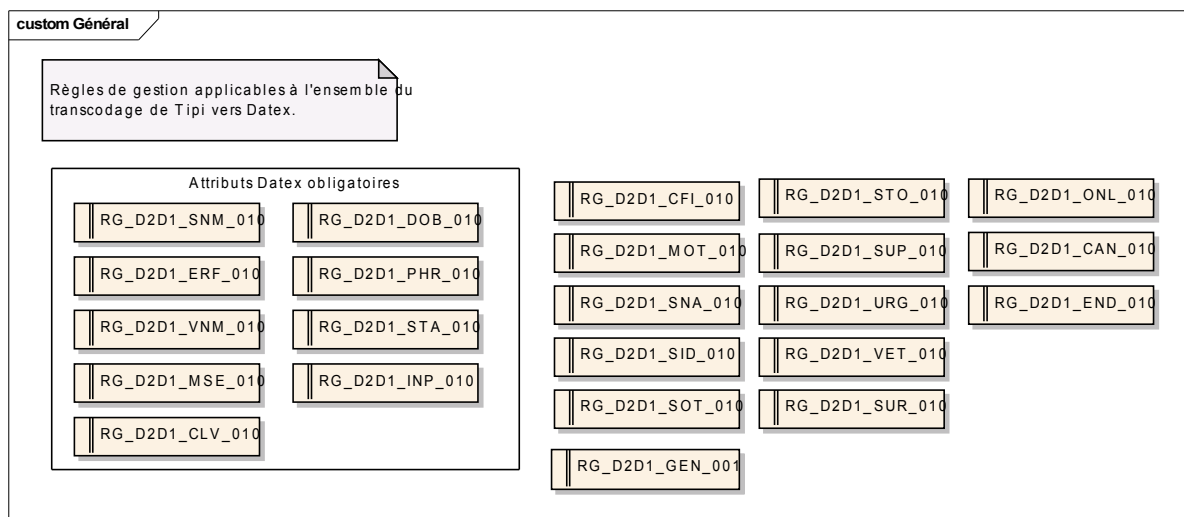 custom Général
Règles de gestion applicables à l'ensemble du
transcodage de Tipi vers Datex.
Attributs Datex obligatoires
RG_D2D1_SNM_010
RG_D2D1_DOB_010
RG_D2D1_ERF_010
RG_D2D1_PHR_010
RG_D2D1_VNM_010
RG_D2D1_STA_010
RG_D2D1_MSE_010
RG_D2D1_INP_010
RG_D2D1_CLV_010
RG_D2D1_CFI_010
RG_D2D1_STO_010
RG_D2D1_ONL_010
RG_D2D1_MOT_010
RG_D2D1_SUP_010
RG_D2D1_CAN_010
RG_D2D1_SNA_010
RG_D2D1_URG_010
RG_D2D1_END_010
RG_D2D1_SID_010
RG_D2D1_VET_010
RG_D2D1_SOT_010
RG_D2D1_SUR_010
RG_D2D1_GEN_001